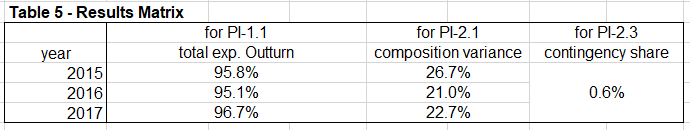 Table 5 - Results Matrix
for PI-1.1 for PI-2.1 for PI-2.3
year total exp. Outturn composition variance contingency share
2015 95.8% 26.7%
2016 95.1% 21.0% 0.6%
2017 96.7% 22.7%